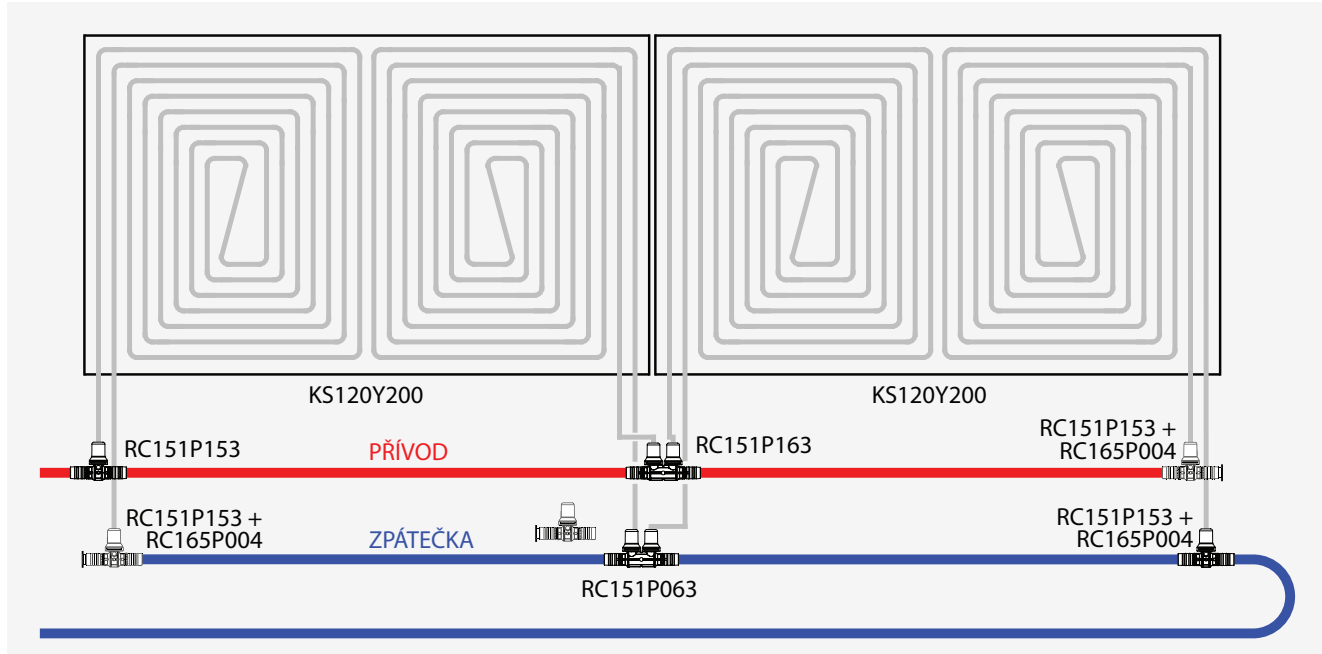 KS120Y200
KS120Y200
RC151P153
PŘÍVOD
RC151P163
RC151P153 +
RC165P004
RC151P153 +
RC165P004
ZPÁTEČKA
RC151P063
RC151P153 +
RC165P004